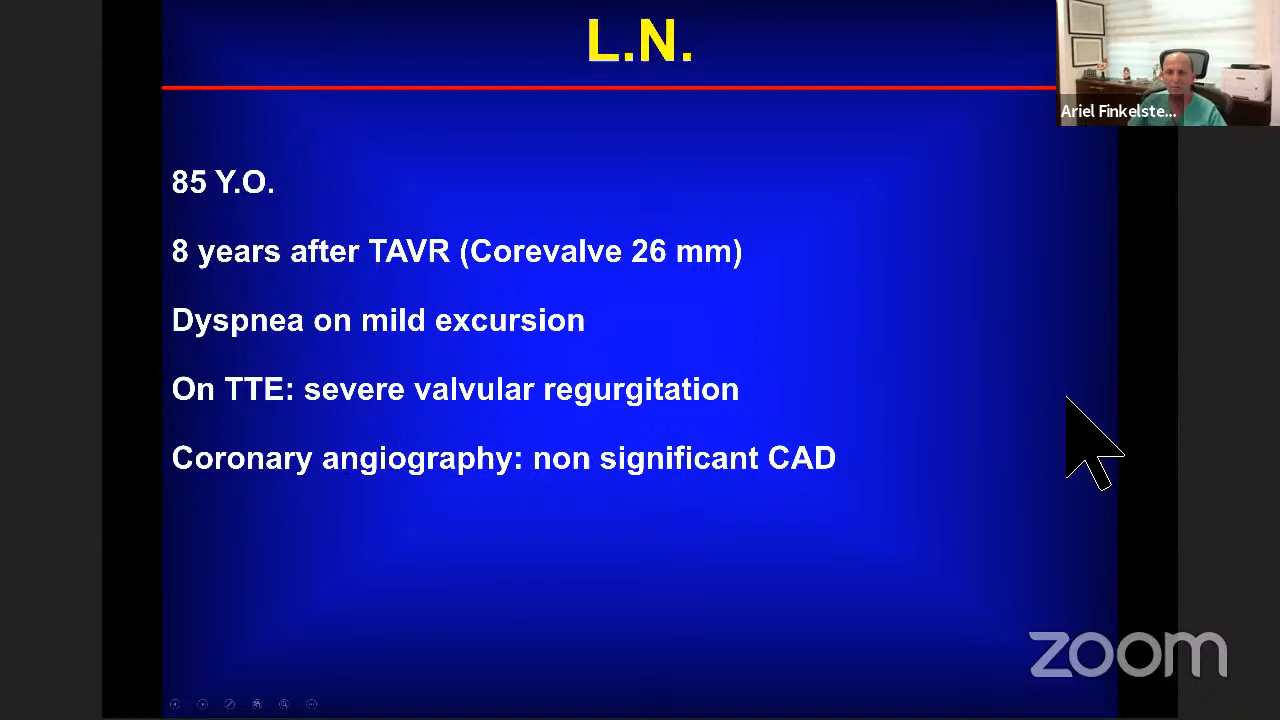 L.N.
Ariel Finkelste...
85 Y.O.
8 years after TAVR (Corevalve 26 mm)
Dyspnea on mild excursion
On TTE: severe valvular regurgitation
Coronary angiography: non significant CAD
zoom